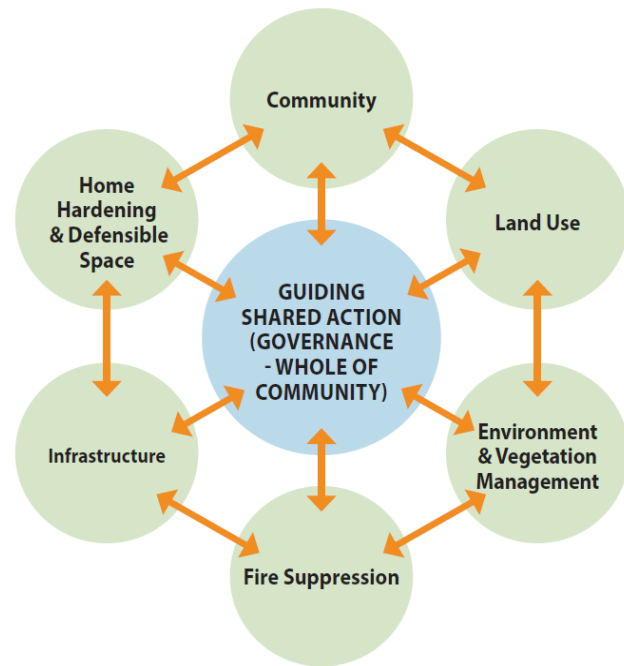 Community
Home
Hardening
& Defensible
Space
Land Use
GUIDING
SHARED ACTION
(GOVERNANCE
- WHOLE OF
COMMUNITY)
Infrastructure
Environment
& Vegetation
Management
Fire Suppression